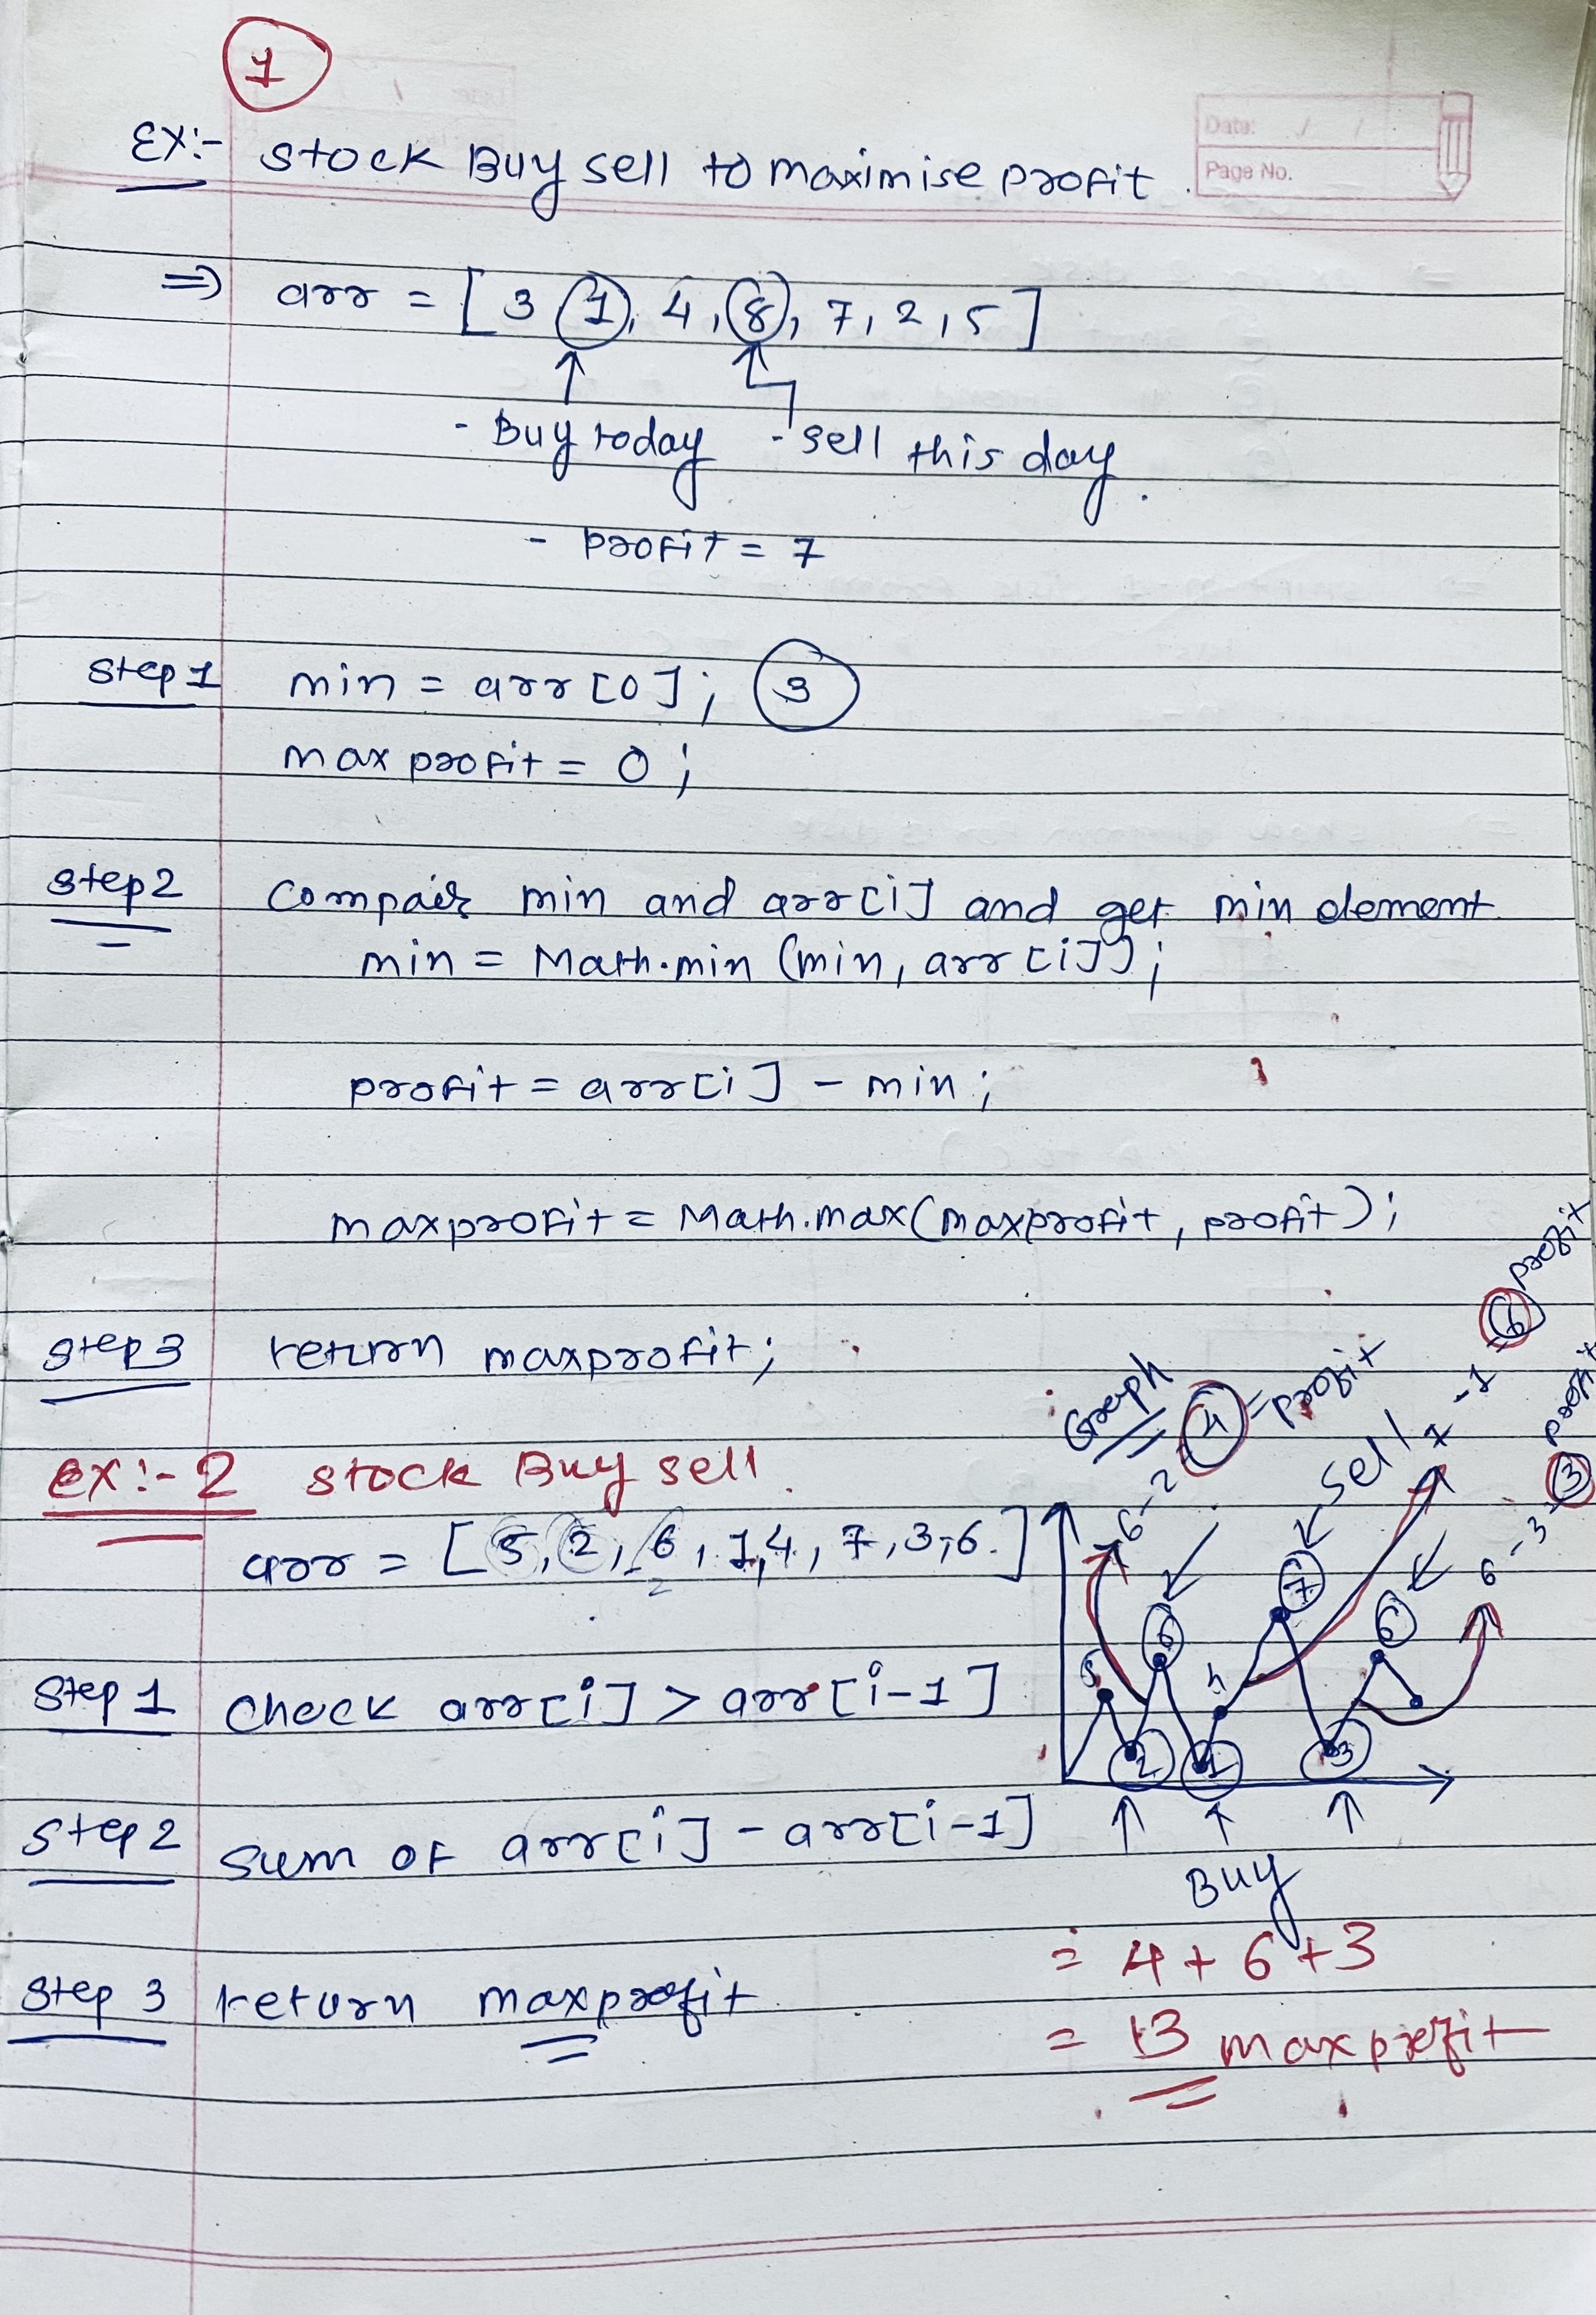 1
Date: / /
Page No.
EX:- Stock Buy sell to maximise profit.
=> arr = [ 3 1, 4, 8, 7, 2, 5 ]
- Buy today - sell this day.
- profit = 7
Step 1 min = arr[0]; 3
max profit = 0;
Step 2 Compair min and arr[i] and get min element
min = Math.min (min, arr[i]);
profit = arr[i] - min;
maxprofit = Math.max(maxprofit, profit);
Step 3 return maxprofit;
Ex:-2 Stock Buy sell.
arr = [ 5, 2, 6, 1, 4, 7, 3, 6. ]
Step 1 Check arr[i] > arr[i-1]
Step 2 Sum of arr[i] - arr[i-1]
Step 3 return maxprofit
Graph
6-2 4 = profit
sell
7-1= 6 profit
6-3= 3 profit
5 6 4 7 6
2 1 3
Buy
= 4 + 6 + 3
= 13 max profit